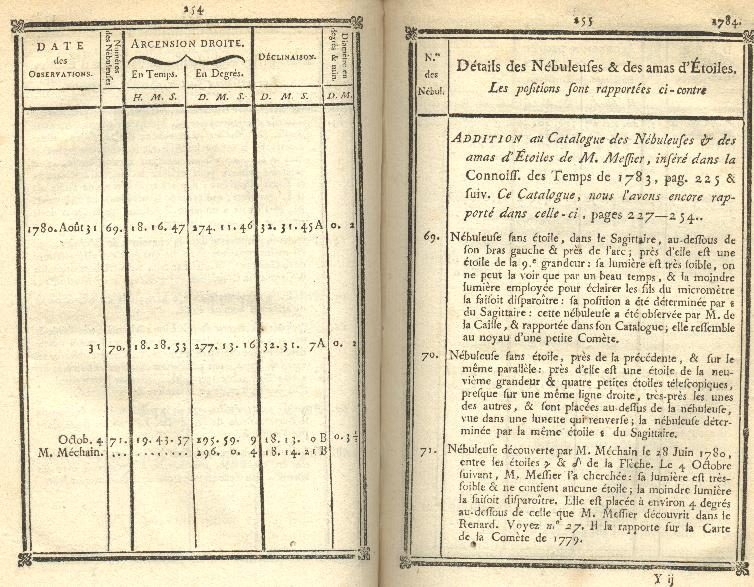 254
DATE
des
OBSERVATIONS.
Numéros
des Nébuleuses
ARCENSION DROITE.
En Temps.
En Degrés.
DÉCLINAISON.
Diamètre en
degrés & min.
H. M. S.
D. M. S.
D. M. S.
D. M.
1780. Août 31 69. 18. 16. 47 274. 11. 46 32. 31. 45A 0. 2
31 70. 18. 28. 53 277. 13. 16 32. 31. 7A 0. 2
Octob. 4 71. 19. 43. 57 295. 59. 9 18. 13. 0B 0. 3½
M. Méchain. .......... 296. 0. 4 18. 14. 21B
255
1784.
N.ᵒˢ
des
Nébul.
Détails des Nébuleuſes & des amas d'Étoiles.
Les poſitions ſont rapportées ci-contre
ADDITION au Catalogue des Nébuleuſes & des
amas d'Étoiles de M. Meſſier, inſéré dans la
Connoiſſ. des Temps de 1783, pag. 225 &
ſuiv. Ce Catalogue, nous l'avons encore rap-
porté dans celle-ci, pages 227—254..
69. Nébuleuſe ſans étoile, dans le Sagittaire, au-deſſous de
ſon bras gauche & près de l'arc; près d'elle eſt une
étoile de la 9.ᵉ grandeur: ſa lumière eſt très foible, on
ne peut la voir que par un beau temps, & la moindre
lumière employée pour éclairer les fils du micromètre
la faiſoit diſparoître: ſa poſition a été déterminée par ε
du Sagittaire: cette nébuleuſe a été obſervée par M. de
la Caille, & rapportée dans ſon Catalogue; elle reſſemble
au noyau d'une petite Comète.
70. Nébuleuſe ſans étoile, près de la précédente, & ſur le
même parallèle: près d'elle eſt une étoile de la neu-
vième grandeur & quatre petites étoiles téleſcopiques,
preſque ſur une même ligne droite, très-près les unes
des autres, & ſont placées au-deſſus de la nébuleuſe,
vue dans une lunette qui renverſe; la nébuleuſe déter-
minée par la même étoile ε du Sagittaire.
71. Nébuleuſe découverte par M. Méchain le 28 Juin 1780,
entre les étoiles γ & δ de la Flèche. Le 4 Octobre
ſuivant, M. Meſſier l'a cherchée: ſa lumière eſt très-
foible & ne contient aucune étoile; la moindre lumière
la faiſoit diſparoître. Elle eſt placée à environ 4 degrés
au-deſſous de celle que M. Meſſier découvrit dans le
Renard. Voyez n.ᵒ 27. Il la rapporte ſur la Carte
de la Comète de 1779.
Y ij